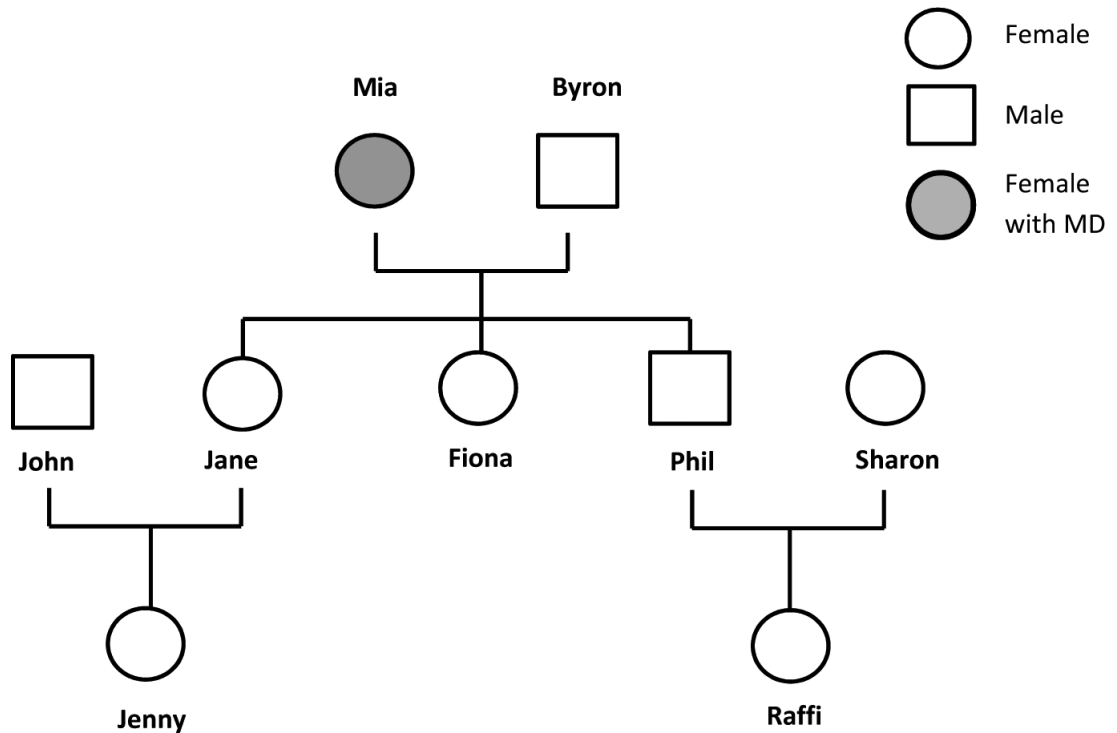 Female
Mia Byron
Male
Female
with MD
John Jane Fiona Phil Sharon
Jenny Raffi